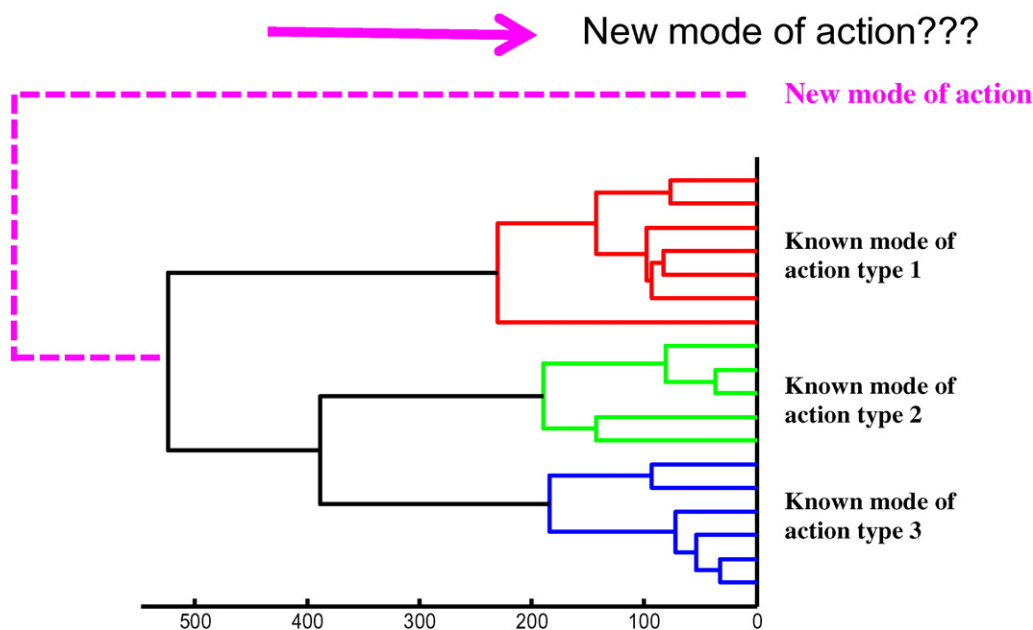 New mode of action???
New mode of action
Known mode of
action type 1
Known mode of
action type 2
Known mode of
action type 3
500 400 300 200 100 0